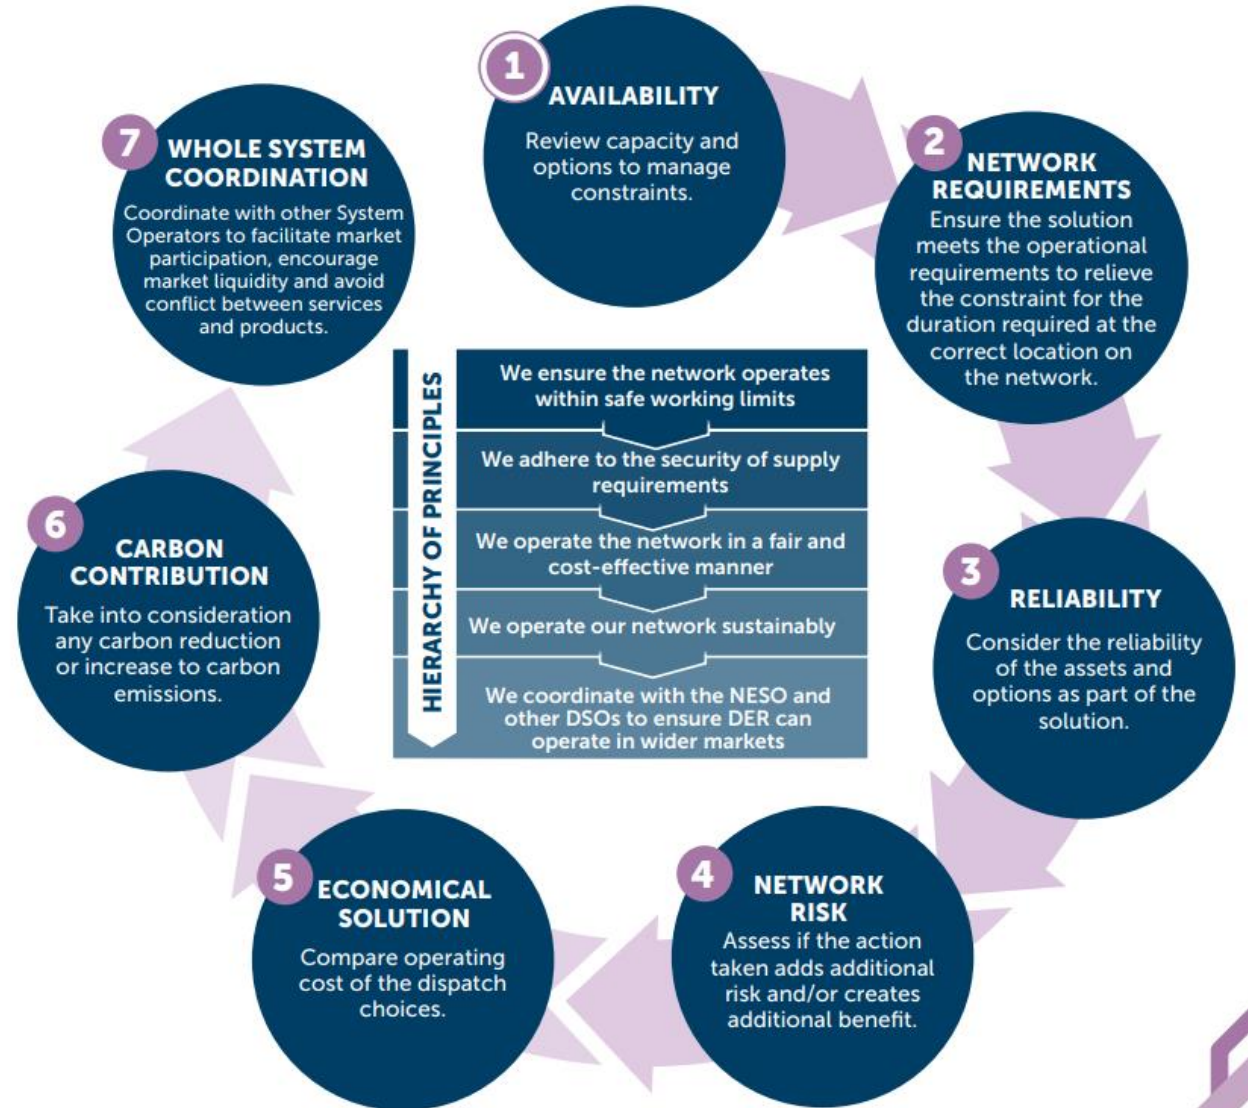 1
AVAILABILITY
Review capacity and
options to manage
constraints.
2
NETWORK
REQUIREMENTS
Ensure the solution
meets the operational
requirements to relieve
the constraint for the
duration required at the
correct location on
the network.
3
RELIABILITY
Consider the reliability
of the assets and
options as part of the
solution.
4
NETWORK
RISK
Assess if the action
taken adds additional
risk and/or creates
additional benefit.
5
ECONOMICAL
SOLUTION
Compare operating
cost of the dispatch
choices.
6
CARBON
CONTRIBUTION
Take into consideration
any carbon reduction
or increase to carbon
emissions.
7
WHOLE SYSTEM
COORDINATION
Coordinate with other System
Operators to facilitate market
participation, encourage
market liquidity and avoid
conflict between services
and products.
HIERARCHY OF PRINCIPLES
We ensure the network operates
within safe working limits
We adhere to the security of supply
requirements
We operate the network in a fair and
cost-effective manner
We operate our network sustainably
We coordinate with the NESO and
other DSOs to ensure DER can
operate in wider markets